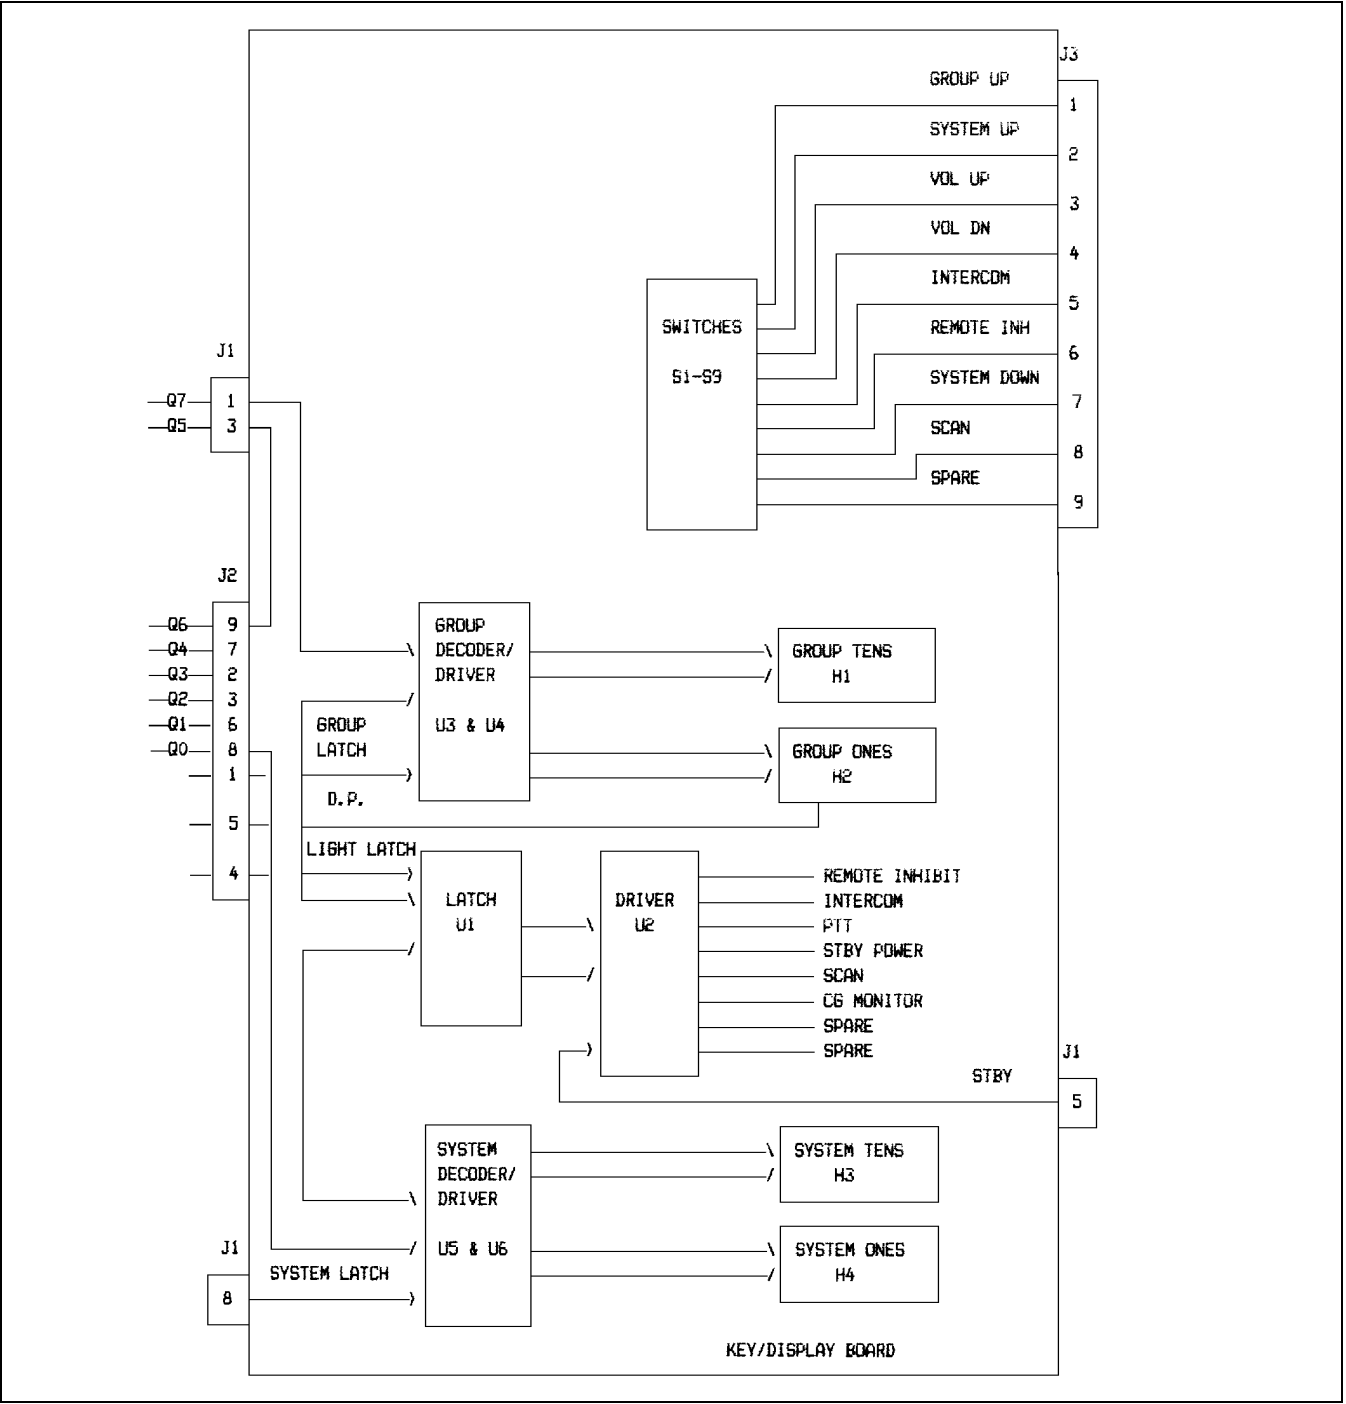 J3
GROUP UP
1
SYSTEM UP
2
VOL UP
3
VOL DN
4
INTERCOM
5
REMOTE INH
6
SYSTEM DOWN
7
SCAN
8
SPARE
9
SWITCHES
S1-S9
J1
Q7 1
Q5 3
J2
Q6 9
Q4 7
Q3 2
Q2 3
Q1 6
Q0 8
1
5
4
GROUP
DECODER/
DRIVER
U3 & U4
GROUP TENS
H1
GROUP ONES
H2
GROUP
LATCH
D.P.
LIGHT LATCH
LATCH
U1
DRIVER
U2
REMOTE INHIBIT
INTERCOM
PTT
STBY POWER
SCAN
CG MONITOR
SPARE
SPARE
J1
STBY
5
SYSTEM
DECODER/
DRIVER
U5 & U6
SYSTEM TENS
H3
SYSTEM ONES
H4
J1
SYSTEM LATCH
8
KEY/DISPLAY BOARD